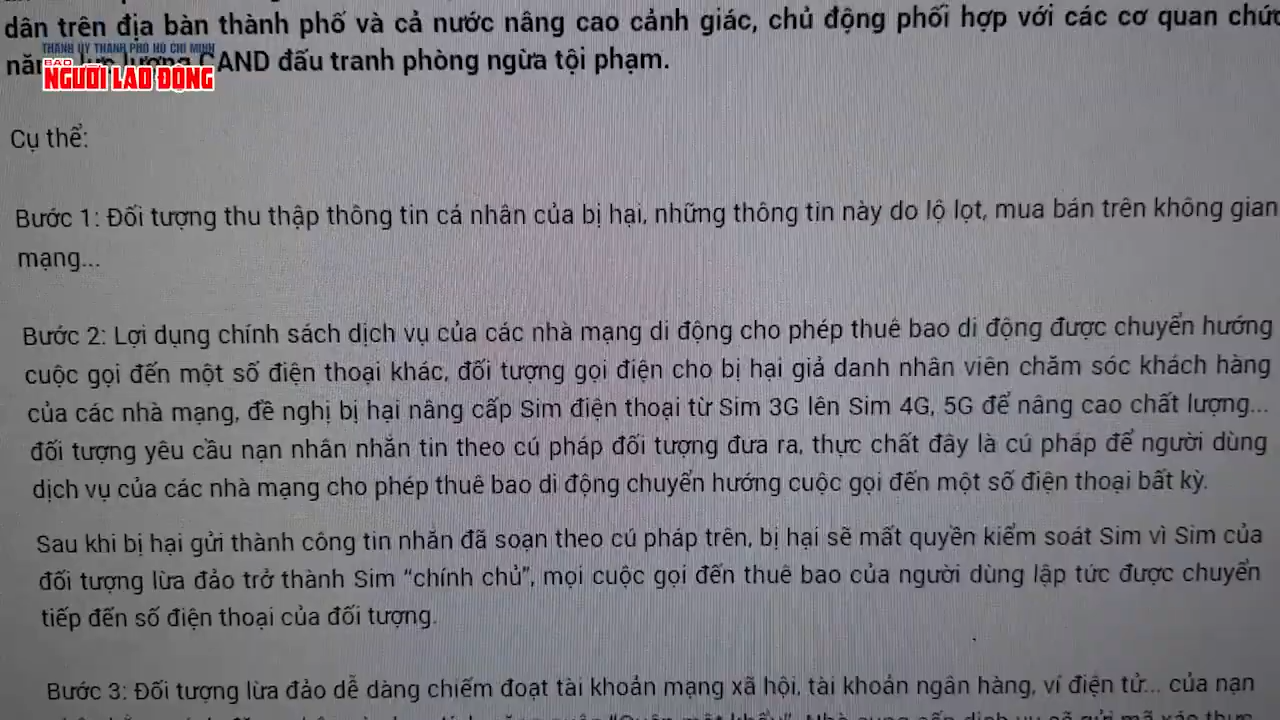 dân trên địa bàn thành phố và cả nước nâng cao cảnh giác, chủ động phối hợp với các cơ quan chức
THÀNH ỦY THÀNH PHỐ HỒ CHÍ MINH
CAND đấu tranh phòng ngừa tội phạm.
BÁO
NGƯỜI LAO ĐỘNG
Cụ thể:
Bước 1: Đối tượng thu thập thông tin cá nhân của bị hại, những thông tin này do lộ lọt, mua bán trên không gian
mạng...
Bước 2: Lợi dụng chính sách dịch vụ của các nhà mạng di động cho phép thuê bao di động được chuyển hướng
cuộc gọi đến một số điện thoại khác, đối tượng gọi điện cho bị hại giả danh nhân viên chăm sóc khách hàng
của các nhà mạng, đề nghị bị hại nâng cấp Sim điện thoại từ Sim 3G lên Sim 4G, 5G để nâng cao chất lượng...
đối tượng yêu cầu nạn nhân nhắn tin theo cú pháp đối tượng đưa ra, thực chất đây là cú pháp để người dùng
dịch vụ của các nhà mạng cho phép thuê bao di động chuyển hướng cuộc gọi đến một số điện thoại bất kỳ.
Sau khi bị hại gửi thành công tin nhắn đã soạn theo cú pháp trên, bị hại sẽ mất quyền kiểm soát Sim vì Sim của
đối tượng lừa đảo trở thành Sim “chính chủ”, mọi cuộc gọi đến thuê bao của người dùng lập tức được chuyển
tiếp đến số điện thoại của đối tượng.
Bước 3: Đối tượng lừa đảo dễ dàng chiếm đoạt tài khoản mạng xã hội, tài khoản ngân hàng, ví điện tử... của nạn